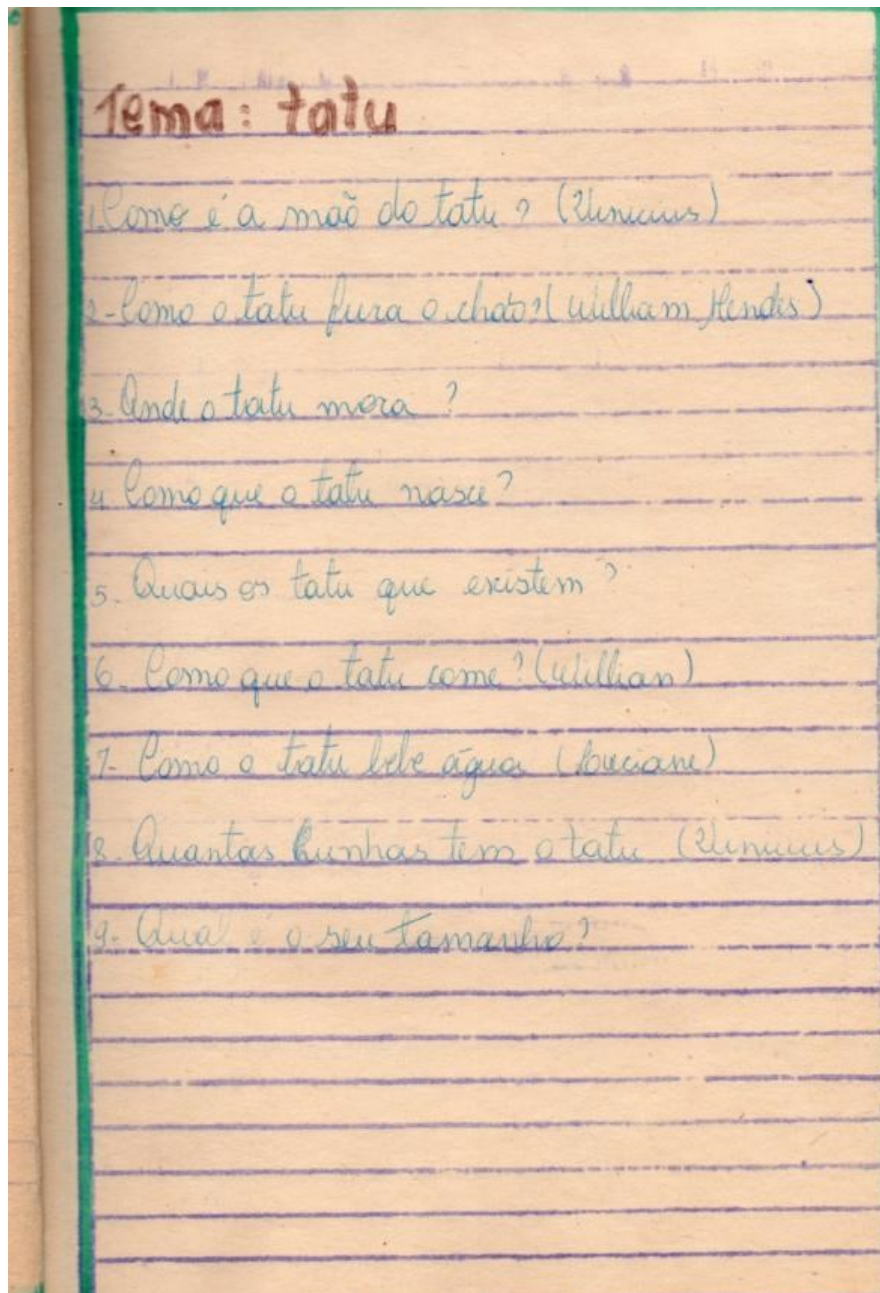 Tema: tatu
1. Como é a mão do tatu? (Vinicius)
2- Como o tatu fura o chão? (William Mendes)
3- Onde o tatu mora?
4 Como que o tatu nasce?
5- Quais os tatu que existem?
6- Como que o tatu come? (Willian)
7- Como o tatu bebe água (Luciane)
8. Quantas hunhas tem o tatu (Vinicius)
9- Qual é o seu tamanho?